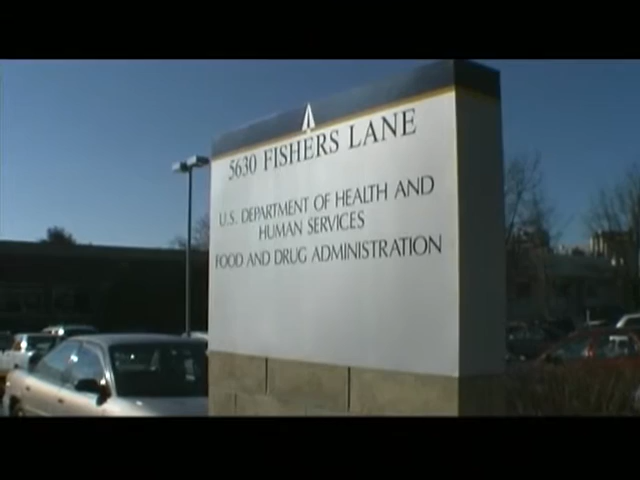 5630 FISHERS LANE
U.S. DEPARTMENT OF HEALTH AND
HUMAN SERVICES
FOOD AND DRUG ADMINISTRATION